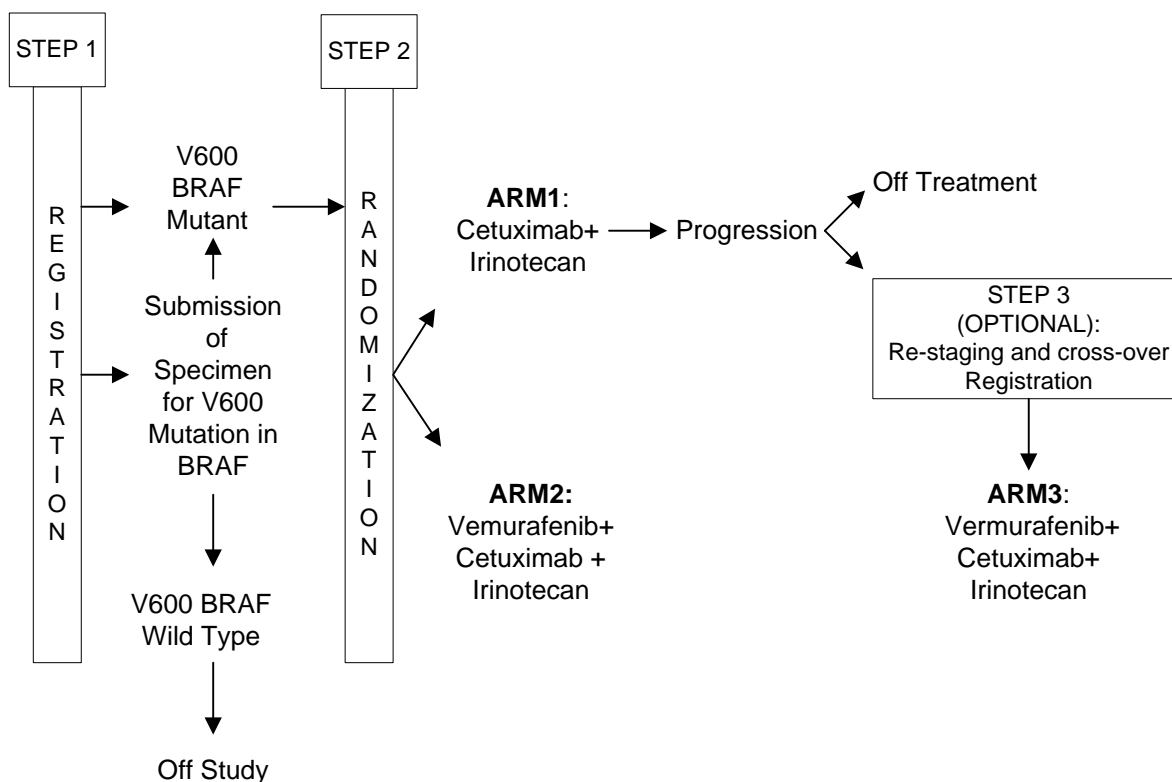 STEP 1
REGISTRATION
V600
BRAF
Mutant
Submission
of
Specimen
for V600
Mutation in
BRAF
V600 BRAF
Wild Type
Off Study
STEP 2
RANDOMIZATION
ARM1:
Cetuximab+
Irinotecan
ARM2:
Vemurafenib+
Cetuximab +
Irinotecan
Progression
Off Treatment
STEP 3
(OPTIONAL):
Re-staging and cross-over
Registration
ARM3:
Vermurafenib+
Cetuximab+
Irinotecan